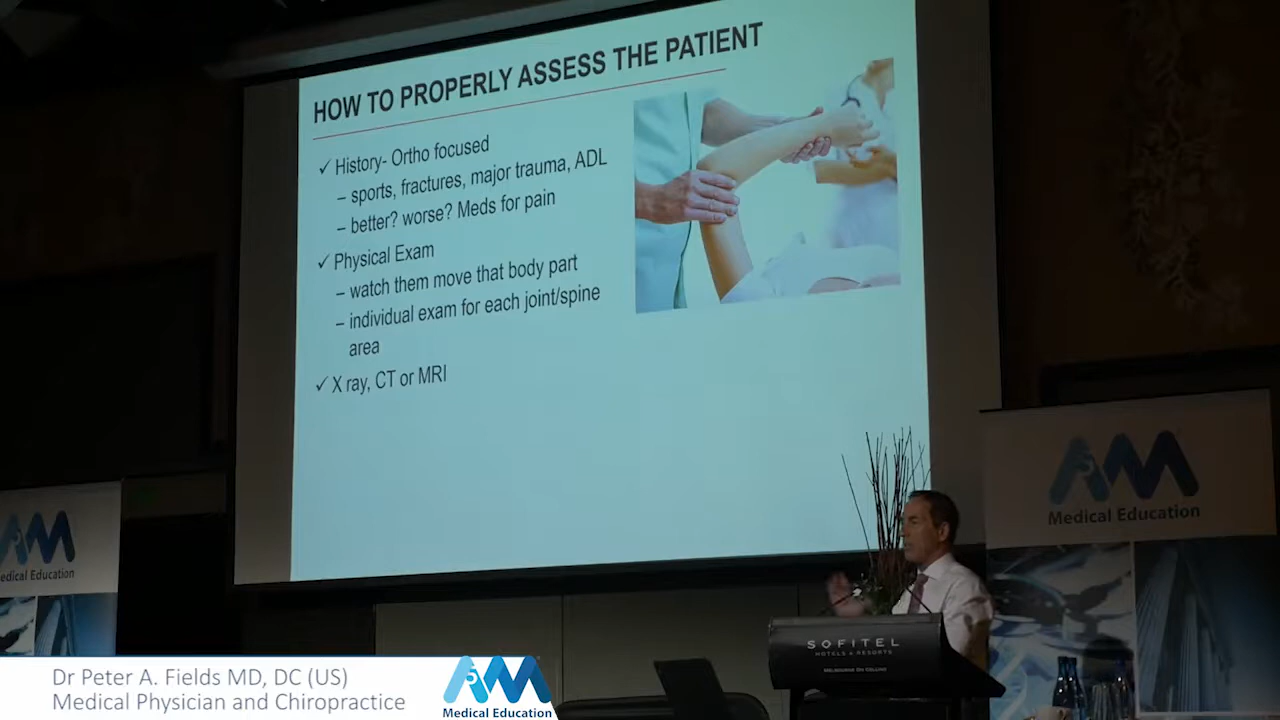 HOW TO PROPERLY ASSESS THE PATIENT
✓ History- Ortho focused
– sports, fractures, major trauma, ADL
– better? worse? Meds for pain
✓ Physical Exam
– watch them move that body part
– individual exam for each joint/spine
area
✓ X ray, CT or MRI
AM
Medical Education
AM
edical Education
SOFITEL
HOTELS & RESORTS
MELBOURNE ON COLLINS
Dr Peter A. Fields MD, DC (US)
Medical Physician and Chiropractice
AM
Medical Education